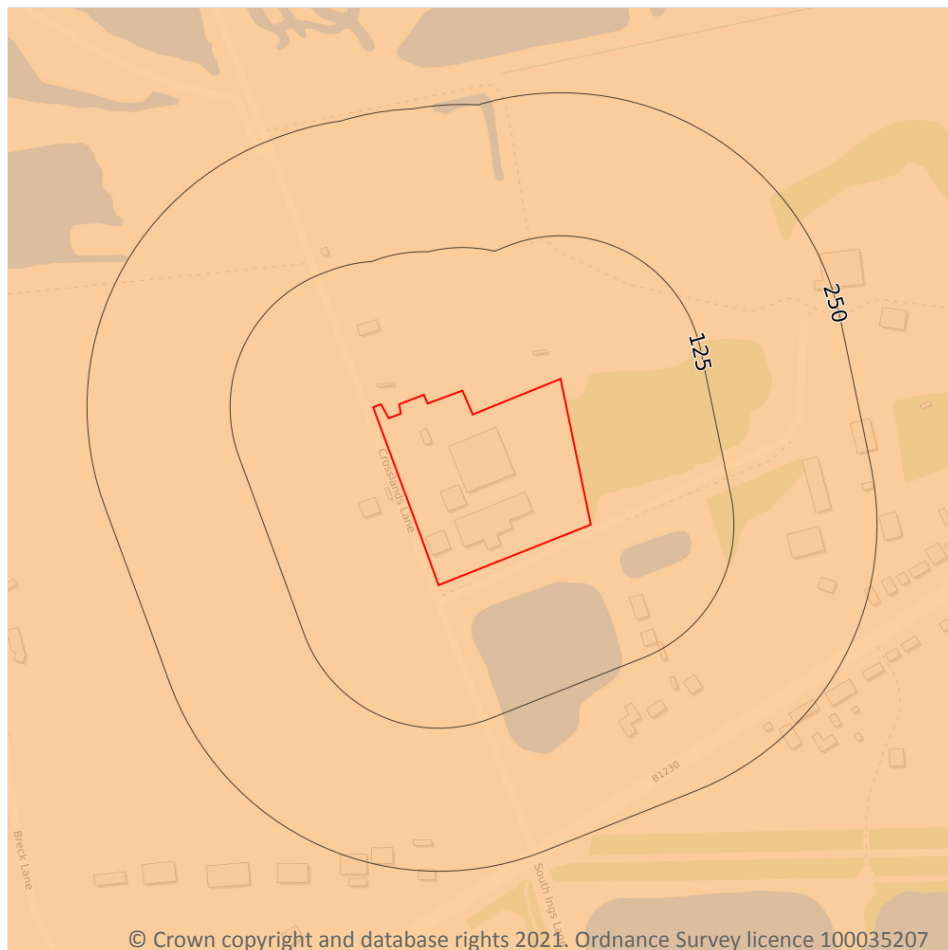 250
125
Crosslands Lane
B1230
Breck Lane
South Ings La
© Crown copyright and database rights 2021. Ordnance Survey licence 100035207